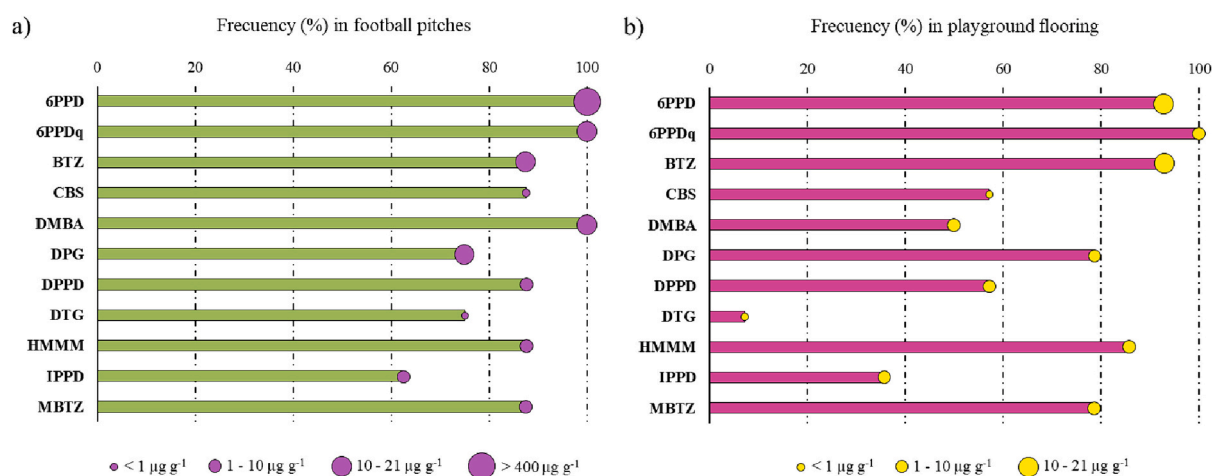 a)
Frecuency (%) in football pitches
0 20 40 60 80 100
6PPD
6PPDq
BTZ
CBS
DMBA
DPG
DPPD
DTG
HMMM
IPPD
MBTZ
< 1 µg g⁻¹ 1 - 10 µg g⁻¹ 10 - 21 µg g⁻¹ > 400 µg g⁻¹
b)
Frecuency (%) in playground flooring
0 20 40 60 80 100
6PPD
6PPDq
BTZ
CBS
DMBA
DPG
DPPD
DTG
HMMM
IPPD
MBTZ
< 1 µg g⁻¹ 1 - 10 µg g⁻¹ 10 - 21 µg g⁻¹